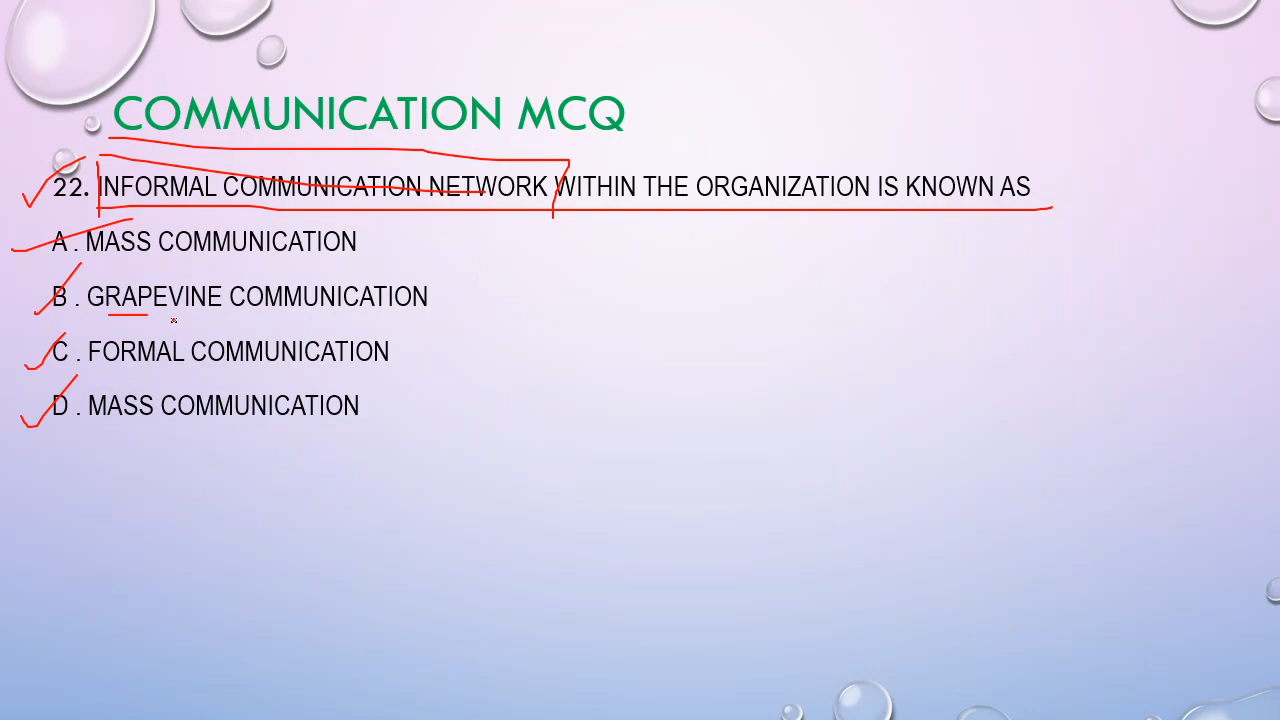 COMMUNICATION MCQ
22. INFORMAL COMMUNICATION NETWORK WITHIN THE ORGANIZATION IS KNOWN AS
A . MASS COMMUNICATION
B . GRAPEVINE COMMUNICATION
C . FORMAL COMMUNICATION
D . MASS COMMUNICATION